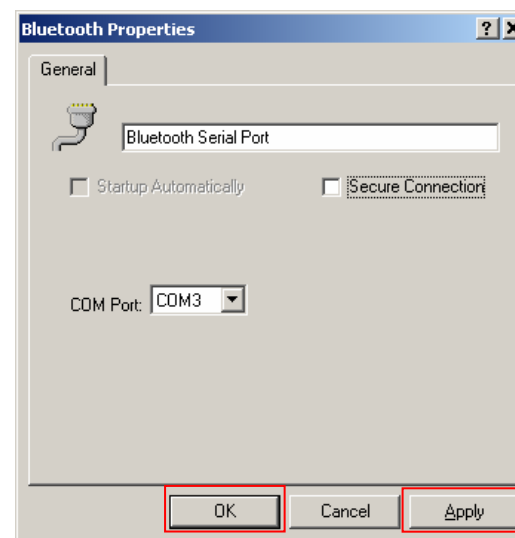 Bluetooth Properties
General
Bluetooth Serial Port
Startup Automatically Secure Connection
COM Port: COM3
OK Cancel Apply